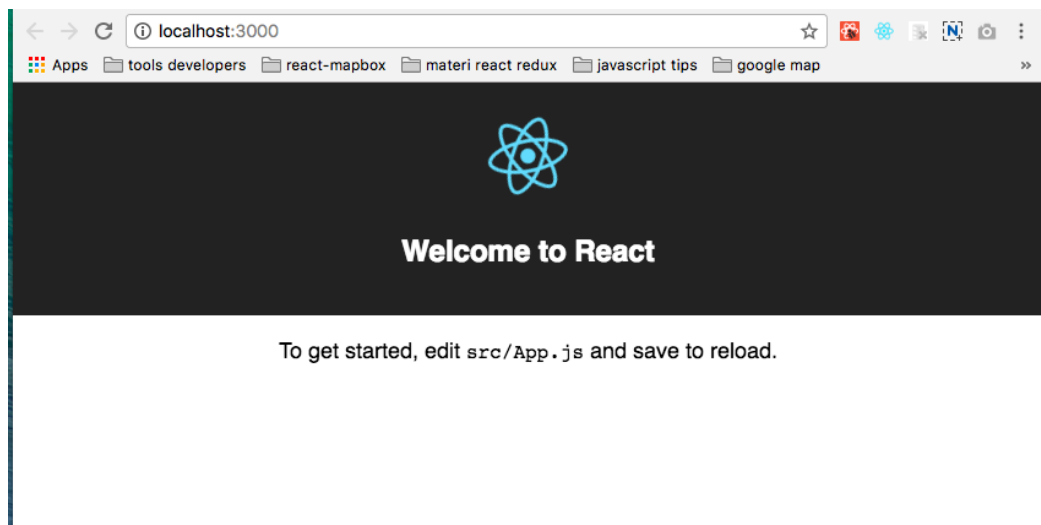 localhost:3000
Apps tools developers react-mapbox materi react redux javascript tips google map »
Welcome to React
To get started, edit src/App.js and save to reload.